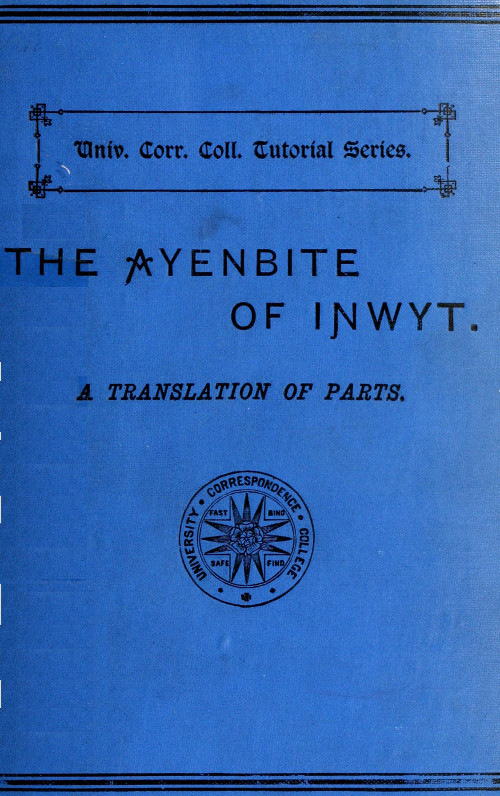 Univ. Corr. Coll. Tutorial Series.
THE AYENBITE
OF INWYT.
A TRANSLATION OF PARTS.
UNIVERSITY • CORRESPONDENCE • COLLEGE •
FAST BIND
SAFE FIND